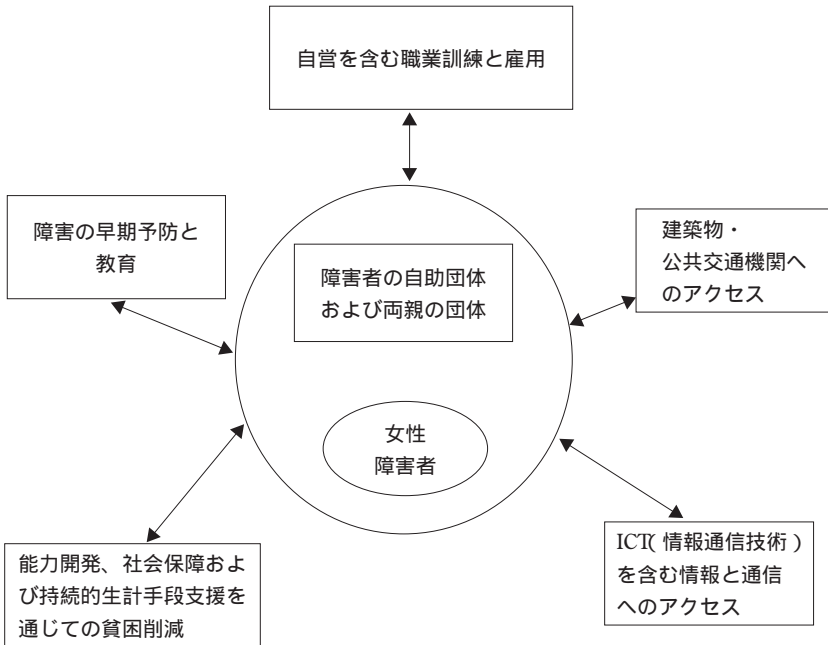 自営を含む職業訓練と雇用
障害の早期予防と
教育
建築物・
公共交通機関へ
のアクセス
障害者の自助団体
および両親の団体
女性
障害者
能力開発、社会保障およ
び持続的生計手段支援を
通じての貧困削減
ICT(情報通信技術)
を含む情報と通信
へのアクセス